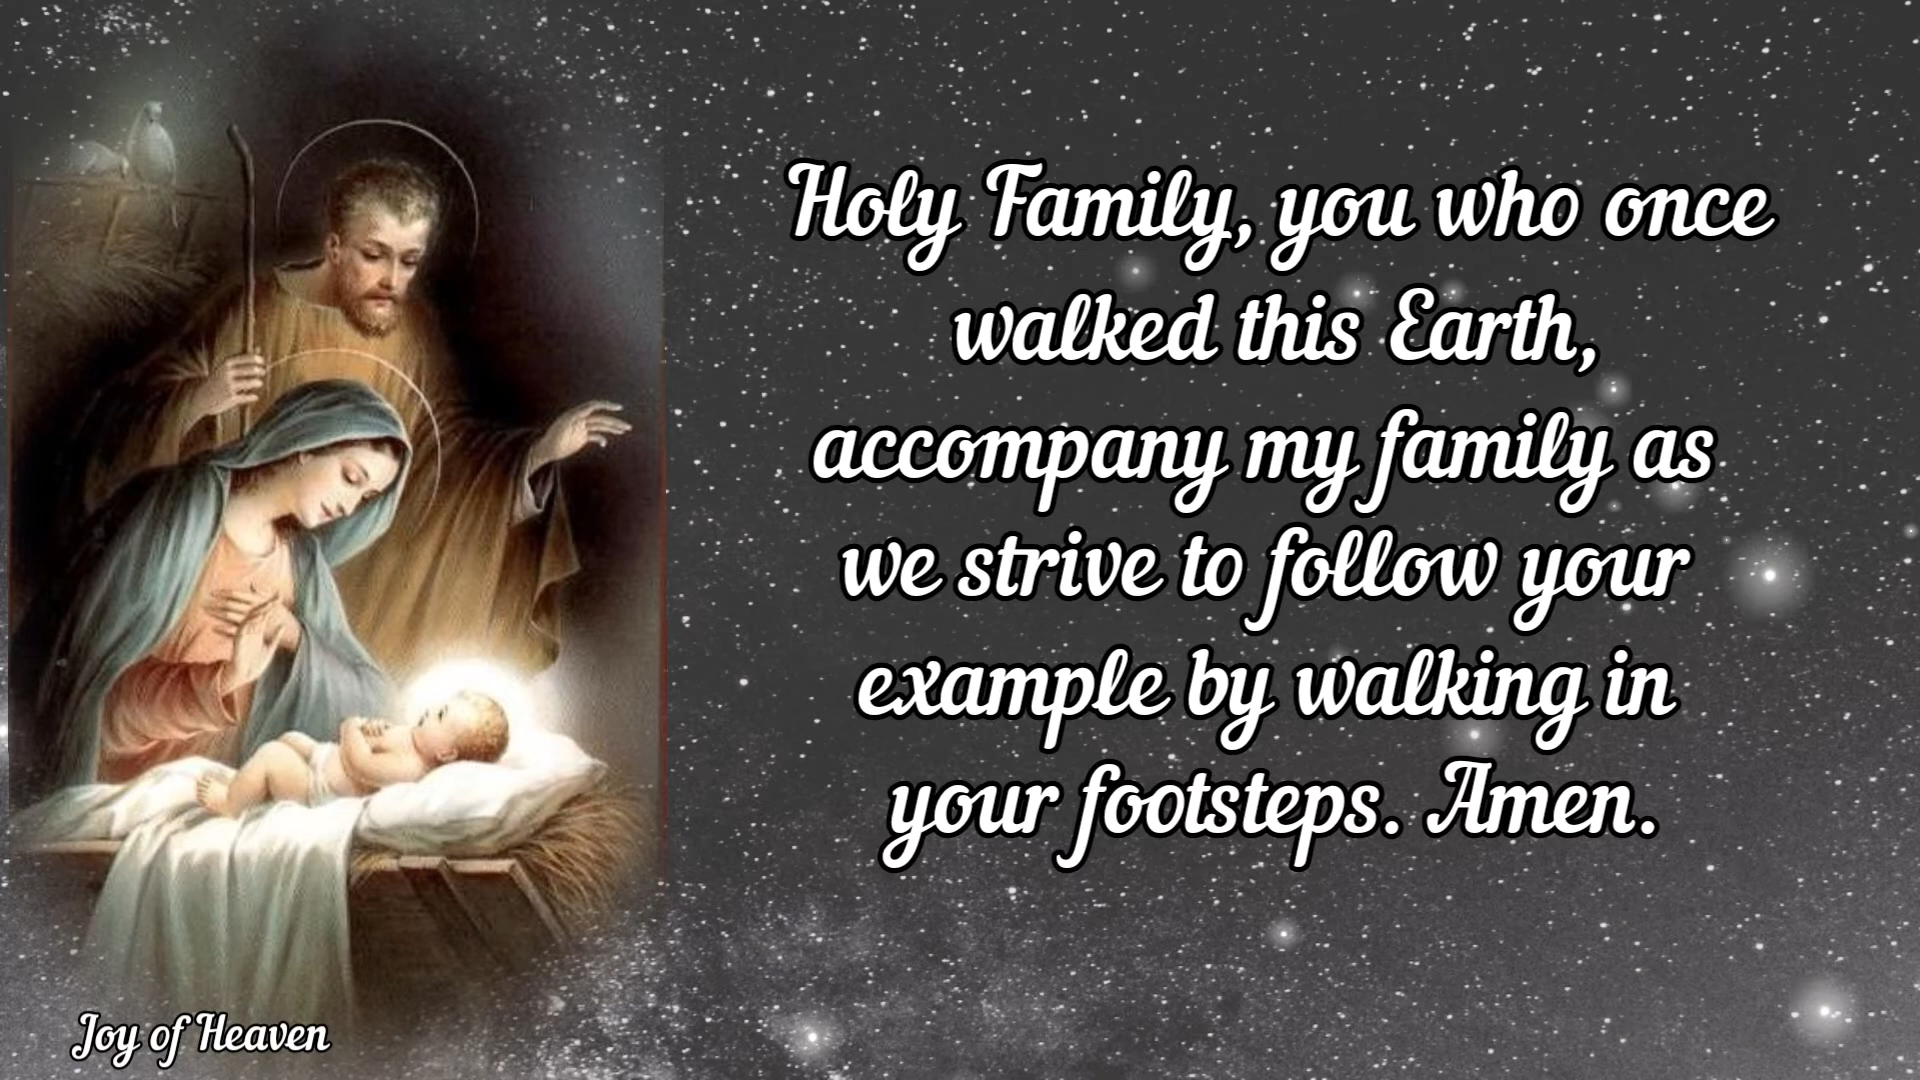 Holy Family, you who once
walked this Earth,
accompany my family as
we strive to follow your
example by walking in
your footsteps. Amen.
Joy of Heaven